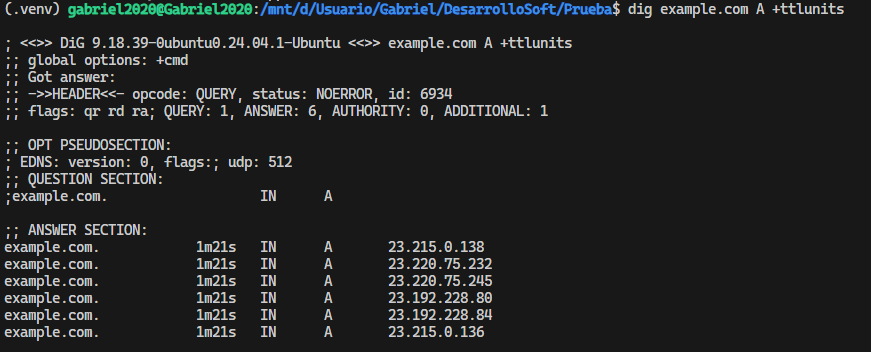 (.venv) gabriel2020@Gabriel2020:/mnt/d/Usuario/Gabriel/DesarrolloSoft/Prueba$ dig example.com A +ttlunits

; <<>> DiG 9.18.39-0ubuntu0.24.04.1-Ubuntu <<>> example.com A +ttlunits
;; global options: +cmd
;; Got answer:
;; ->>HEADER<<- opcode: QUERY, status: NOERROR, id: 6934
;; flags: qr rd ra; QUERY: 1, ANSWER: 6, AUTHORITY: 0, ADDITIONAL: 1

;; OPT PSEUDOSECTION:
; EDNS: version: 0, flags:; udp: 512
;; QUESTION SECTION:
;example.com. IN A

;; ANSWER SECTION:
example.com. 1m21s IN A 23.215.0.138
example.com. 1m21s IN A 23.220.75.232
example.com. 1m21s IN A 23.220.75.245
example.com. 1m21s IN A 23.192.228.80
example.com. 1m21s IN A 23.192.228.84
example.com. 1m21s IN A 23.215.0.136